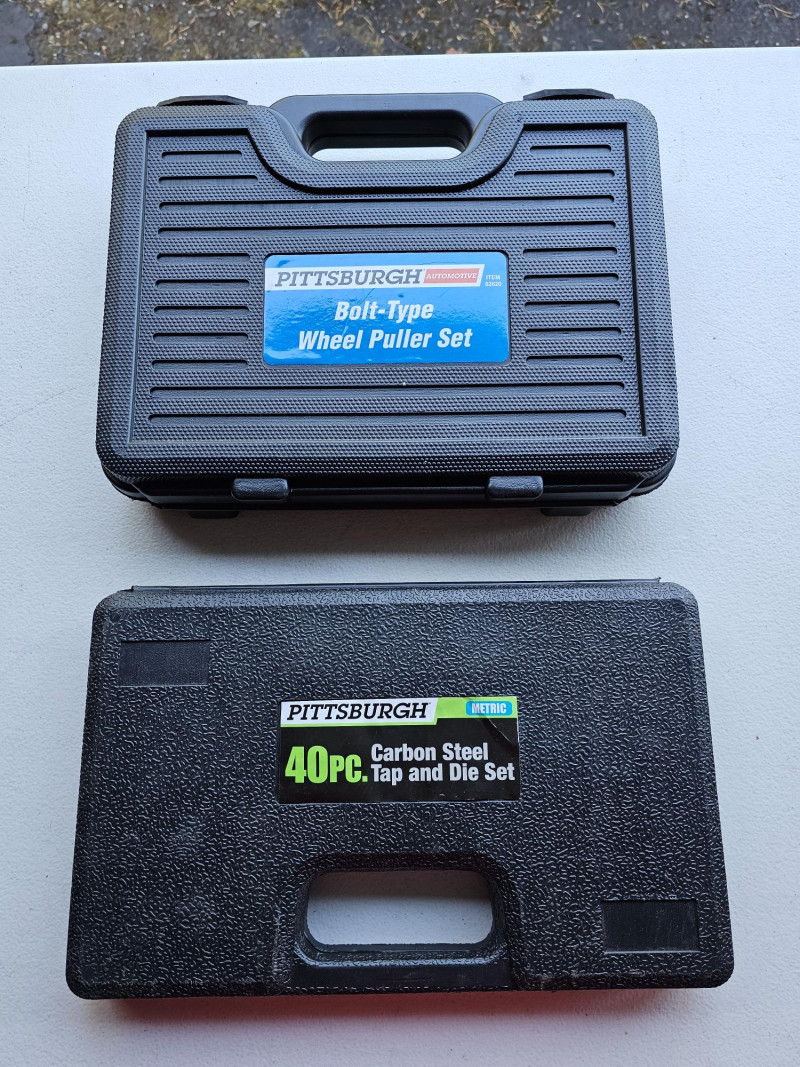 PITTSBURGH AUTOMOTIVE ITEM
Bolt-Type
Wheel Puller Set
PITTSBURGH METRIC
40PC. Carbon Steel
Tap and Die Set